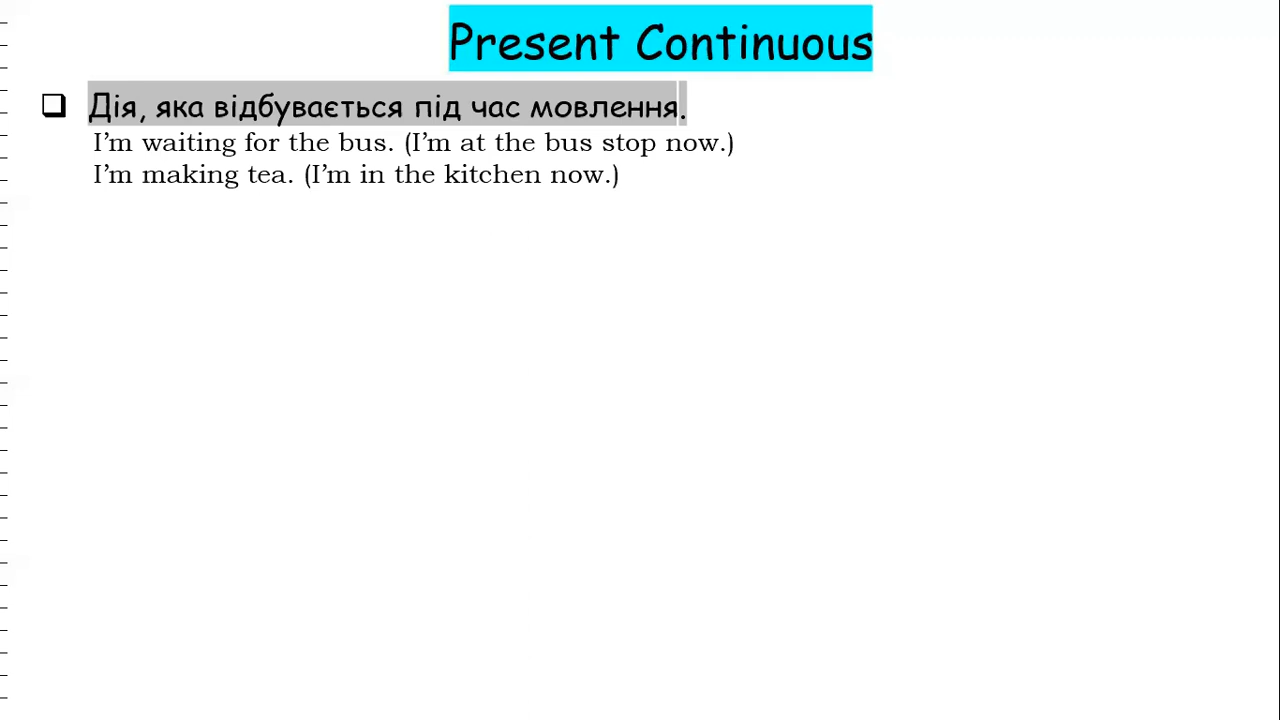 Present Continuous
❑ Дія, яка відбувається під час мовлення.
I’m waiting for the bus. (I’m at the bus stop now.)
I’m making tea. (I’m in the kitchen now.)